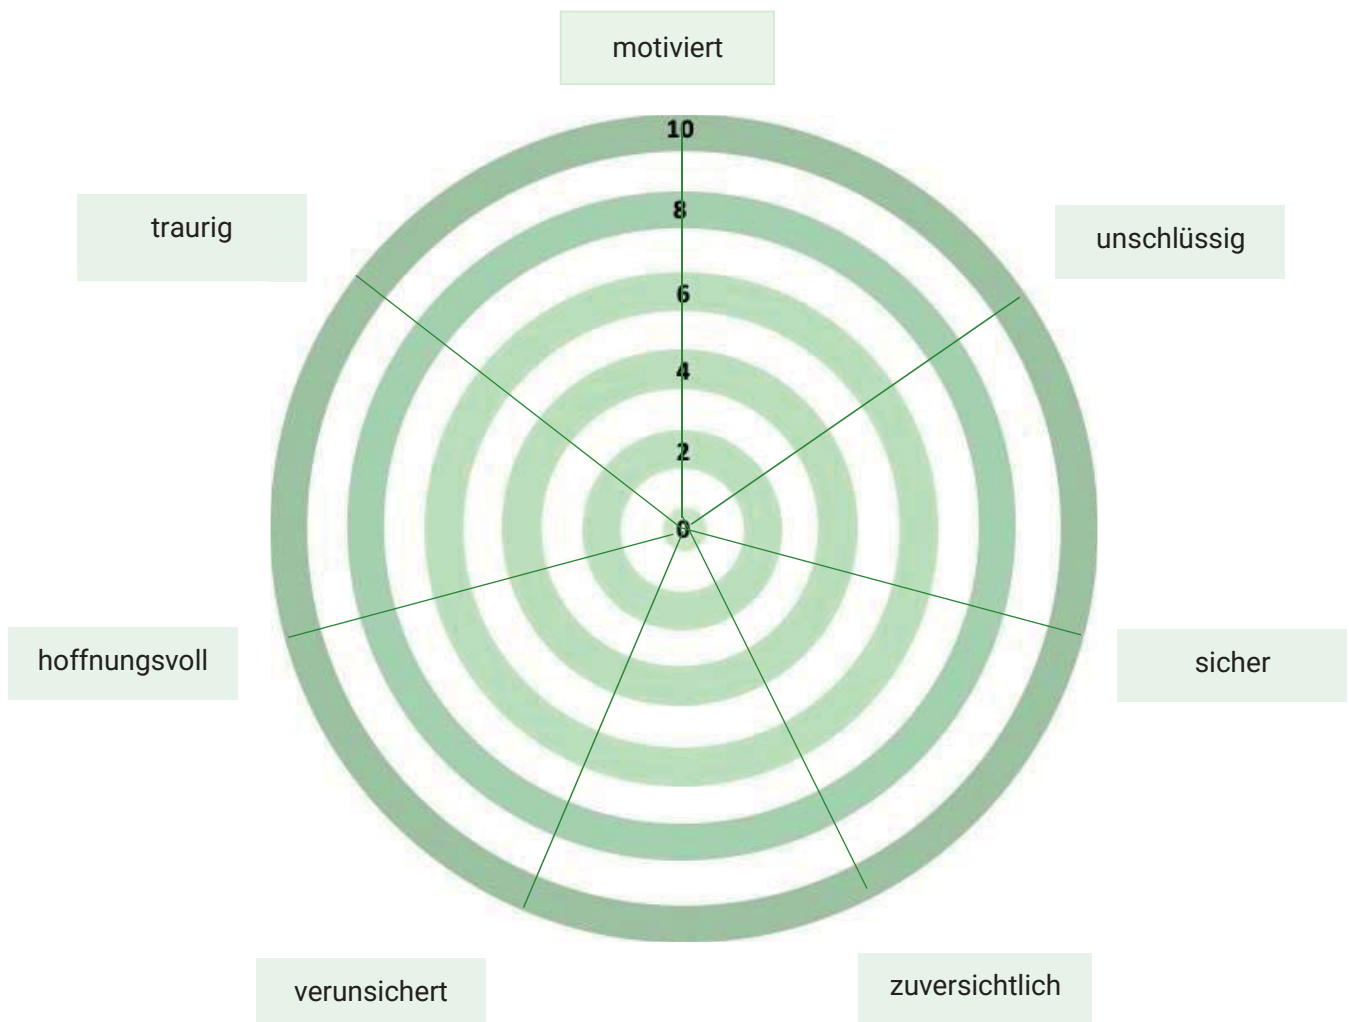 motiviert
10
traurig
8
unschlüssig
6
4
2
0
hoffnungsvoll
sicher
verunsichert
zuversichtlich